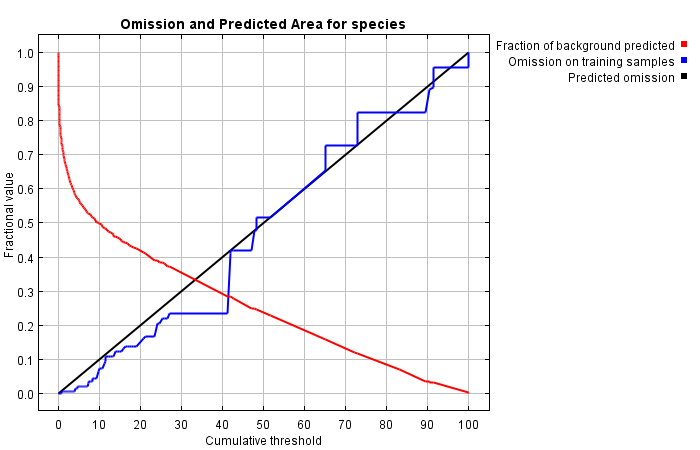 Omission and Predicted Area for species
Fraction of background predicted
Omission on training samples
Predicted omission
Fractional value
1.0
0.9
0.8
0.7
0.6
0.5
0.4
0.3
0.2
0.1
0.0
0 10 20 30 40 50 60 70 80 90 100
Cumulative threshold